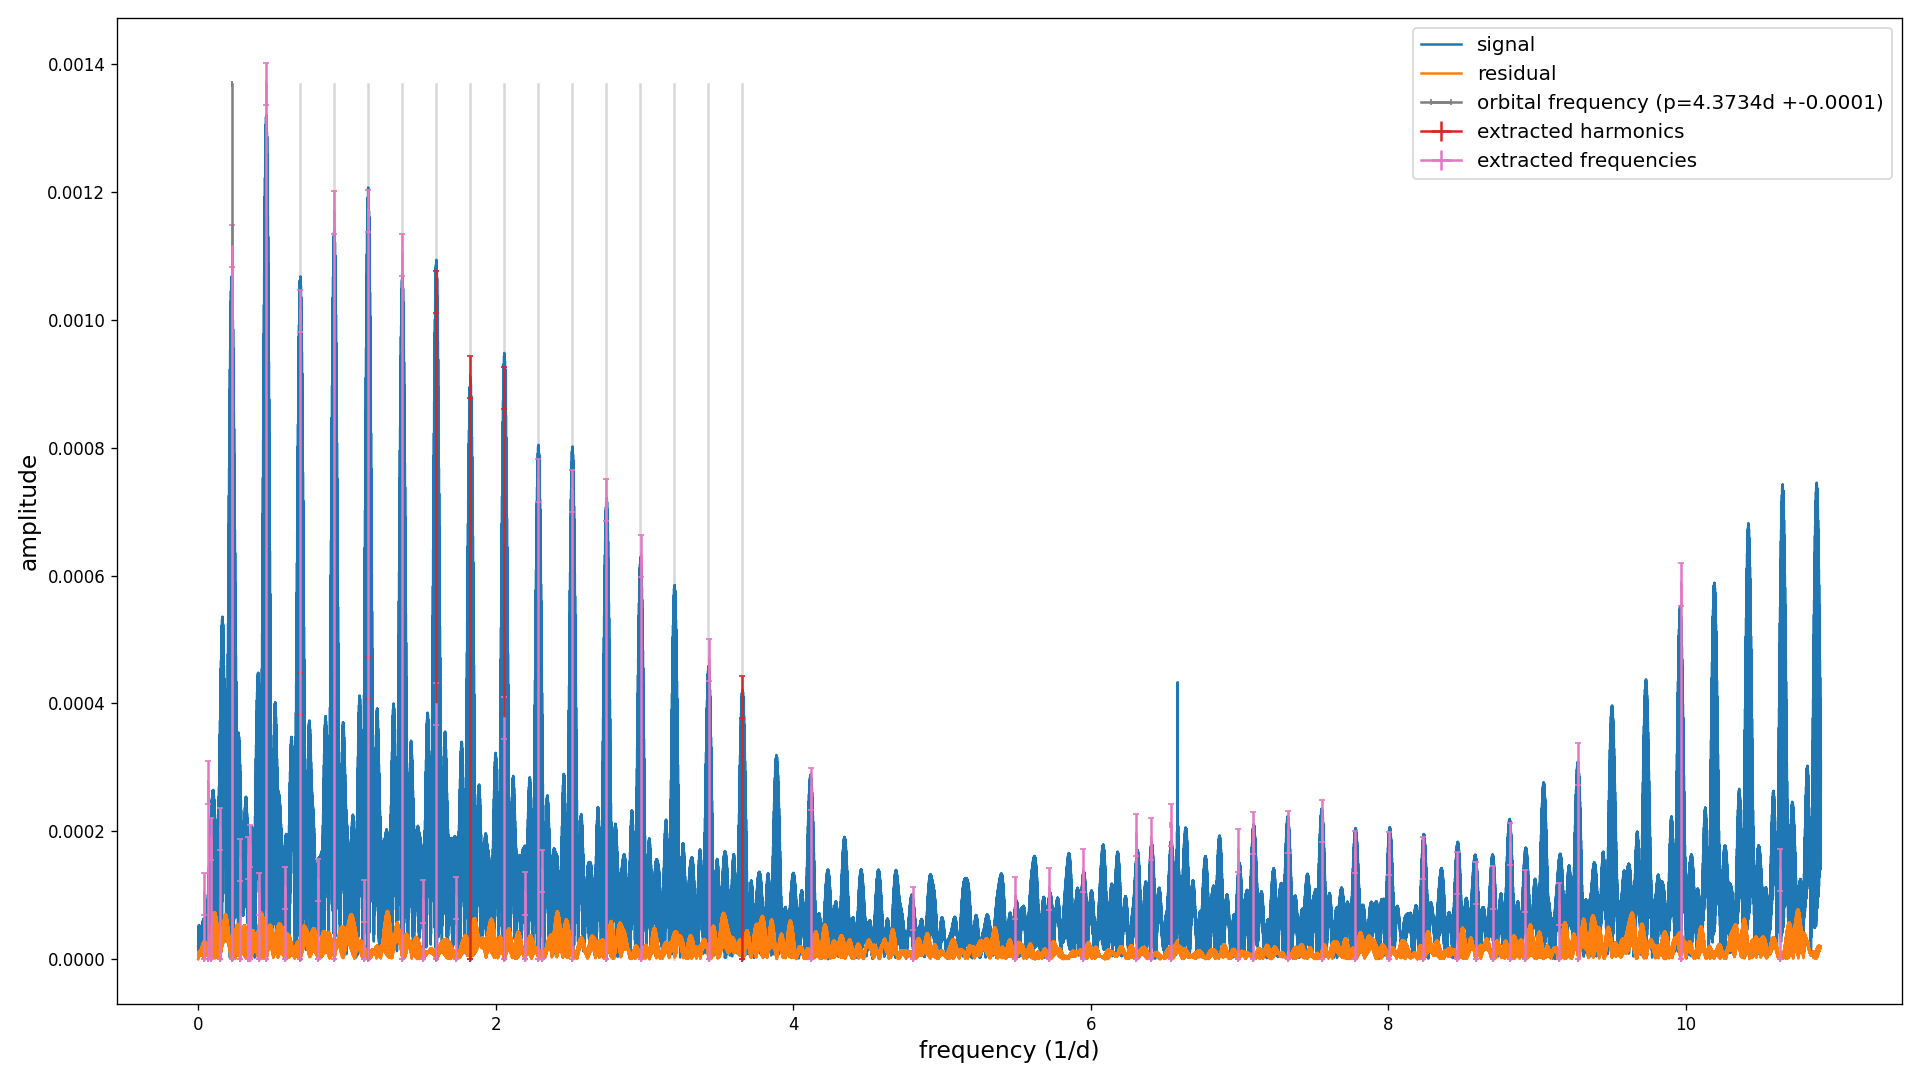 signal
residual
orbital frequency (p=4.3734d +-0.0001)
extracted harmonics
extracted frequencies
0.0014
0.0012
0.0010
0.0008
0.0006
0.0004
0.0002
0.0000
amplitude
0 2 4 6 8 10
frequency (1/d)